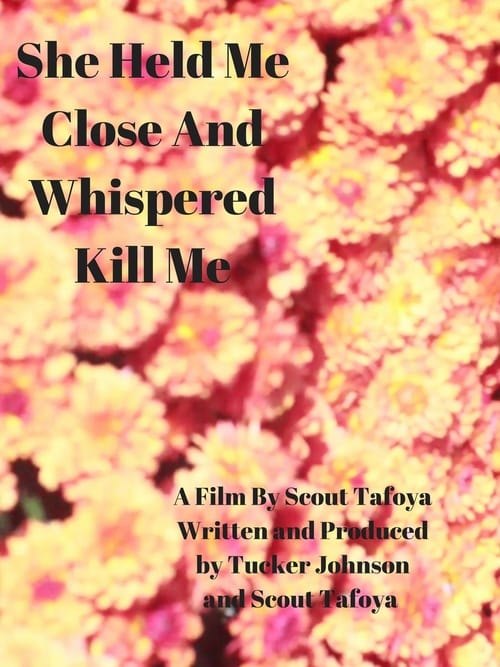 She Held Me
Close And
Whispered
Kill Me
A Film By Scout Tafoya
Written and Produced
by Tucker Johnson
and Scout Tafoya